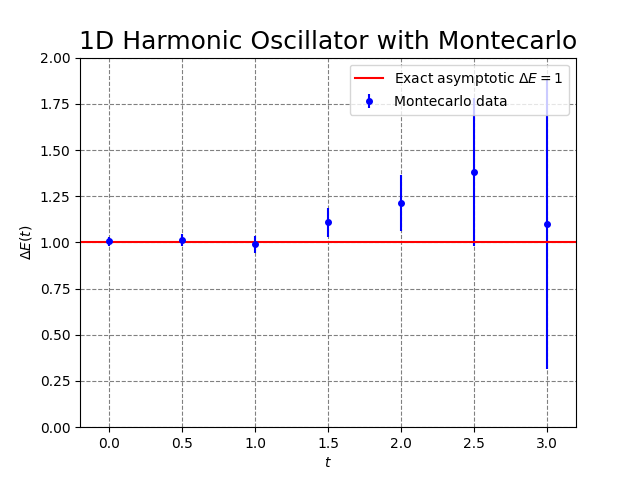 1D Harmonic Oscillator with Montecarlo
2.00
1.75
1.50
1.25
1.00
0.75
0.50
0.25
0.00
ΔE(t)
Exact asymptotic ΔE = 1
Montecarlo data
0.0 0.5 1.0 1.5 2.0 2.5 3.0
t